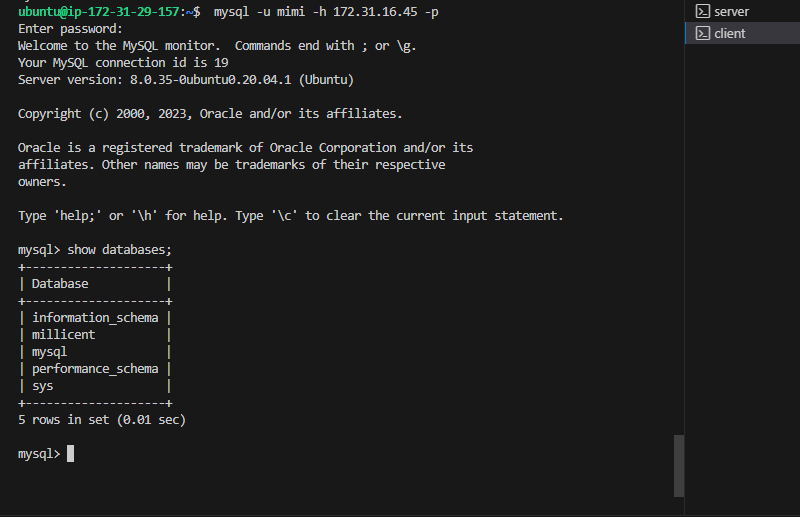 ubuntu@ip-172-31-29-157:~$  mysql -u mimi -h 172.31.16.45 -p
Enter password:
Welcome to the MySQL monitor.  Commands end with ; or \g.
Your MySQL connection id is 19
Server version: 8.0.35-0ubuntu0.20.04.1 (Ubuntu)

Copyright (c) 2000, 2023, Oracle and/or its affiliates.

Oracle is a registered trademark of Oracle Corporation and/or its
affiliates. Other names may be trademarks of their respective
owners.

Type 'help;' or '\h' for help. Type '\c' to clear the current input statement.

mysql> show databases;
+--------------------+
| Database           |
+--------------------+
| information_schema |
| millicent          |
| mysql              |
| performance_schema |
| sys                |
+--------------------+
5 rows in set (0.01 sec)

mysql>
server
client